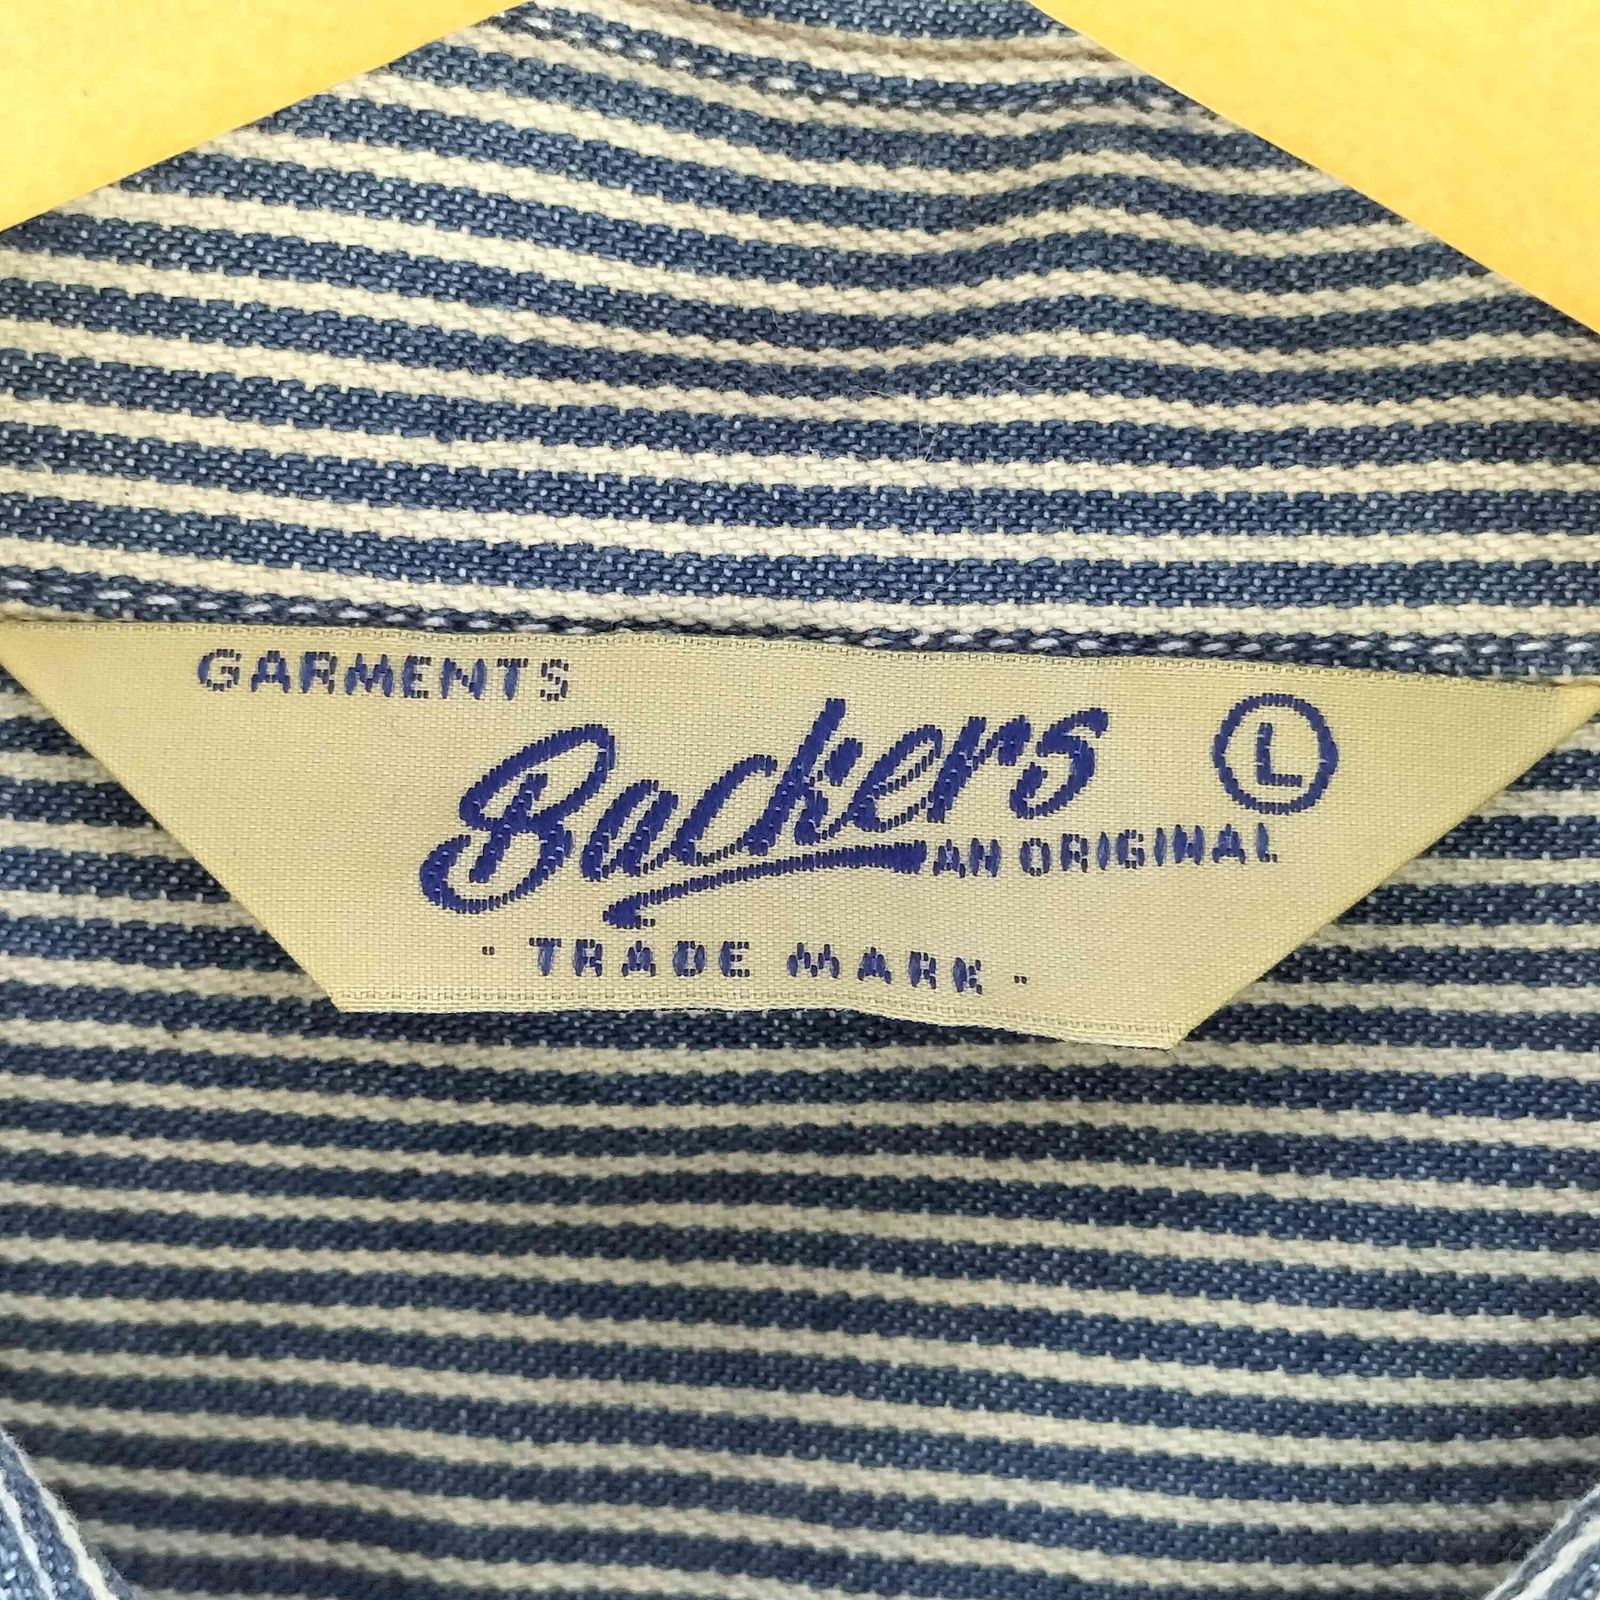 GARMENTS
Backers
L
AN ORIGINAL
- TRADE MARK -